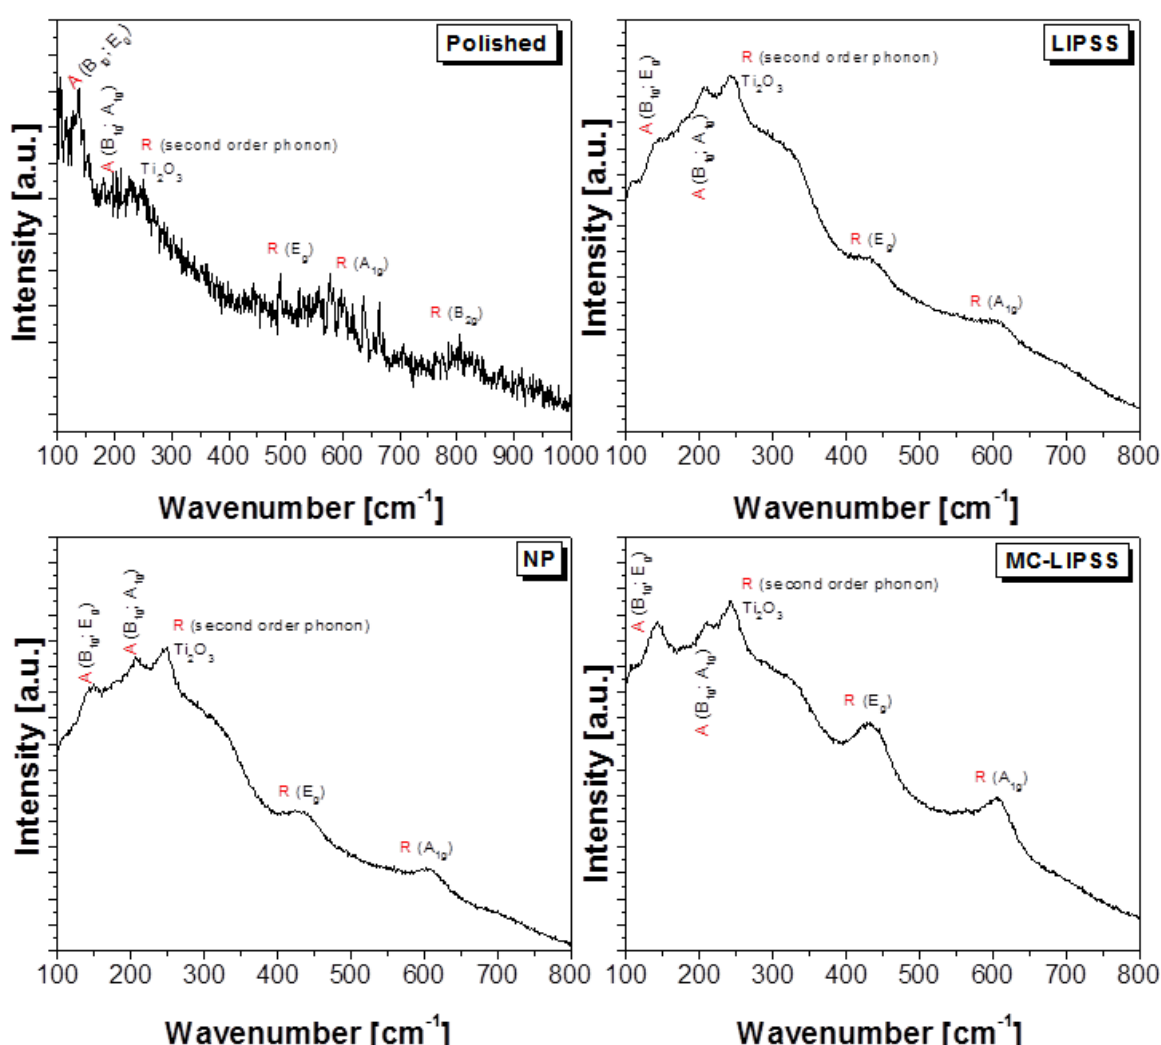 Polished
A (B1g; Eg)
A (B1g; A1g)
R (second order phonon)
Ti2O3
R (Eg)
R (A1g)
R (B2g)
Intensity [a.u.]
100 200 300 400 500 600 700 800 900 1000
Wavenumber [cm-1]
LIPSS
A (B1g; Eg)
A (B1g; A1g)
R (second order phonon)
Ti2O3
R (Eg)
R (A1g)
Intensity [a.u.]
100 200 300 400 500 600 700 800
Wavenumber [cm-1]
NP
A (B1g; Eg)
A (B1g; A1g)
R (second order phonon)
Ti2O3
R (Eg)
R (A1g)
Intensity [a.u.]
100 200 300 400 500 600 700 800
Wavenumber [cm-1]
MC-LIPSS
A (B1g; Eg)
A (B1g; A1g)
R (second order phonon)
Ti2O3
R (Eg)
R (A1g)
Intensity [a.u.]
100 200 300 400 500 600 700 800
Wavenumber [cm-1]